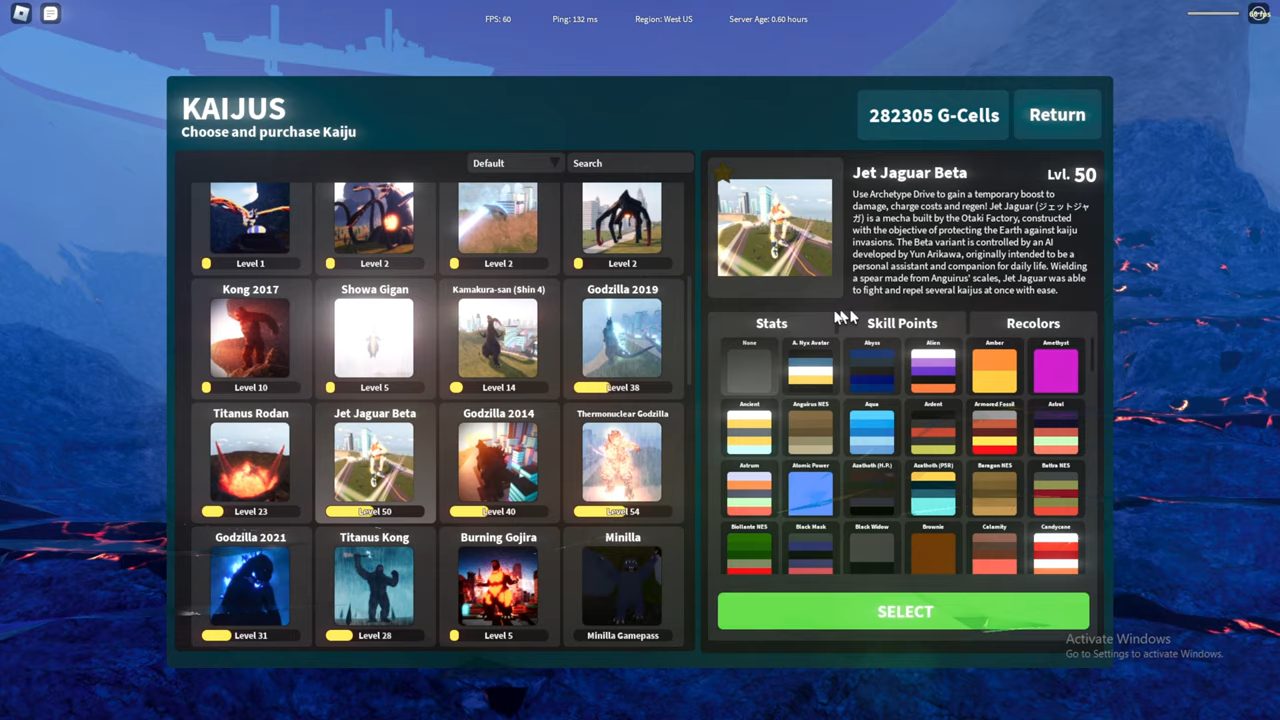 FPS: 60
Ping: 132 ms
Region: West US
Server Age: 0.60 hours
KAIJUS
Choose and purchase Kaiju
282305 G-Cells
Return
Default
Search
Level 1
Level 2
Level 2
Level 2
Kong 2017
Showa Gigan
Kamakura-san (Shin 4)
Godzilla 2019
Level 10
Level 5
Level 14
Level 38
Titanus Rodan
Jet Jaguar Beta
Godzilla 2014
Thermonuclear Godzilla
Level 23
Level 50
Level 40
Level 54
Godzilla 2021
Titanus Kong
Burning Gojira
Minilla
Level 31
Level 28
Level 5
Minilla Gamepass
Jet Jaguar Beta
Lvl. 50
Use Archetype Drive to gain a temporary boost to
damage, charge costs and regen! Jet Jaguar (ジェットジャ
ガ) is a mecha built by the Otaki Factory, constructed
with the objective of protecting the Earth against kaiju
invasions. The Beta variant is controlled by an AI
developed by Yun Arikawa, originally intended to be a
personal assistant and companion for daily life. Wielding
a spear made from Anguirus' scales, Jet Jaguar was able
to fight and repel several kaijus at once with ease.
Stats
Skill Points
Recolors
None
A. Nyx Avatar
Abyss
Alien
Amber
Amethyst
Ancient
Anguirus NES
Aqua
Ardent
Armored Fossil
Astral
Astrum
Atomic Power
Azathoth (H.P.)
Azathoth (PSR)
Baragon NES
Battra NES
Biollante NES
Black Mask
Black Widow
Brownie
Calamity
Candycane
SELECT
Activate Windows
Go to Settings to activate Windows.